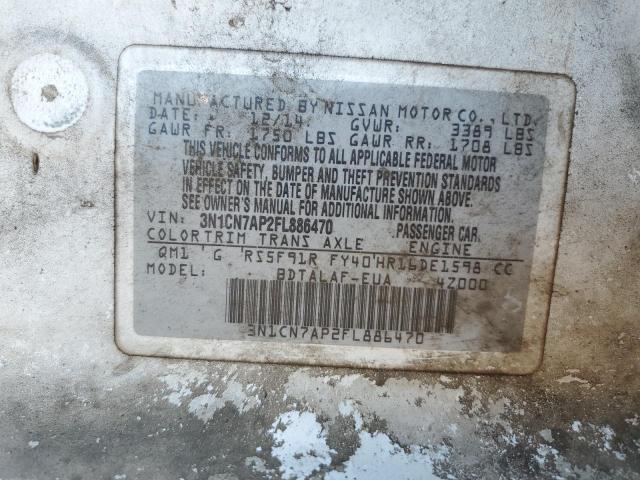 MANUFACTURED BY NISSAN MOTOR CO., LTD.
DATE: 12/14 GVWR: 3389 LBS
GAWR FR: 1750 LBS GAWR RR: 1708 LBS
THIS VEHICLE CONFORMS TO ALL APPLICABLE FEDERAL MOTOR
VEHICLE SAFETY, BUMPER AND THEFT PREVENTION STANDARDS
IN EFFECT ON THE DATE OF MANUFACTURE SHOWN ABOVE.
SEE OWNER'S MANUAL FOR ADDITIONAL INFORMATION.
VIN: 3N1CN7AP2FL886470 PASSENGER CAR
COLOR TRIM TRANS AXLE ENGINE
QM1 G RS5F91R FY40 HR16DE1598 CC
MODEL BDTALAF-EUA 4Z000
3N1CN7AP2FL886470